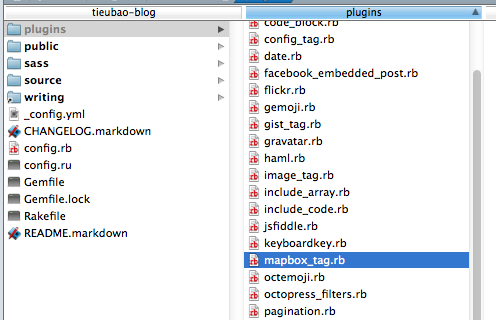 tieubao-blog
plugins
public
sass
source
writing
_config.yml
CHANGELOG.markdown
config.rb
config.ru
Gemfile
Gemfile.lock
Rakefile
README.markdown
plugins
code_block.rb
config_tag.rb
date.rb
facebook_embedded_post.rb
flickr.rb
gemoji.rb
gist_tag.rb
gravatar.rb
haml.rb
image_tag.rb
include_array.rb
include_code.rb
jsfiddle.rb
keyboardkey.rb
mapbox_tag.rb
octemoji.rb
octopress_filters.rb
pagination.rb